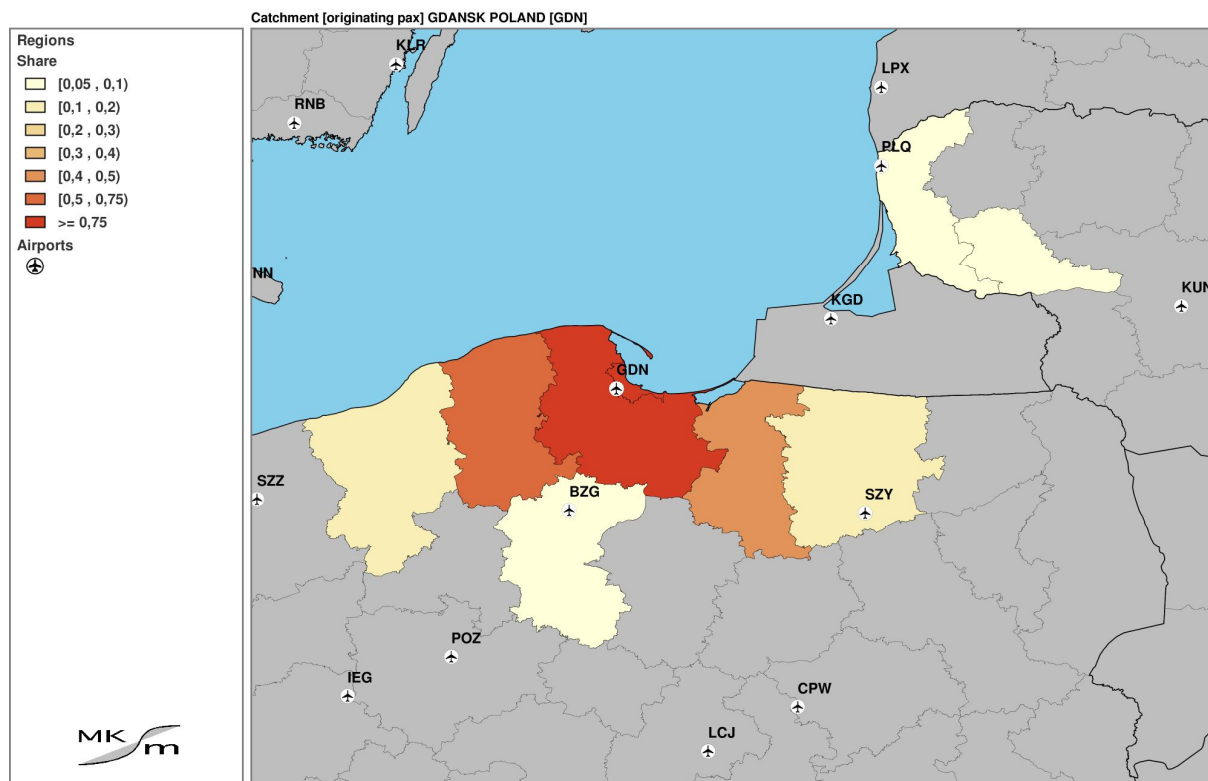 Catchment [originating pax] GDANSK POLAND [GDN]
Regions
Share
[0,05 , 0,1)
[0,1 , 0,2)
[0,2 , 0,3)
[0,3 , 0,4)
[0,4 , 0,5)
[0,5 , 0,75)
>= 0,75
Airports
KLR
LPX
RNB
PLQ
NN
KUN
KGD
GDN
SZZ
BZG
SZY
POZ
IEG
CPW
LCJ
MK
m